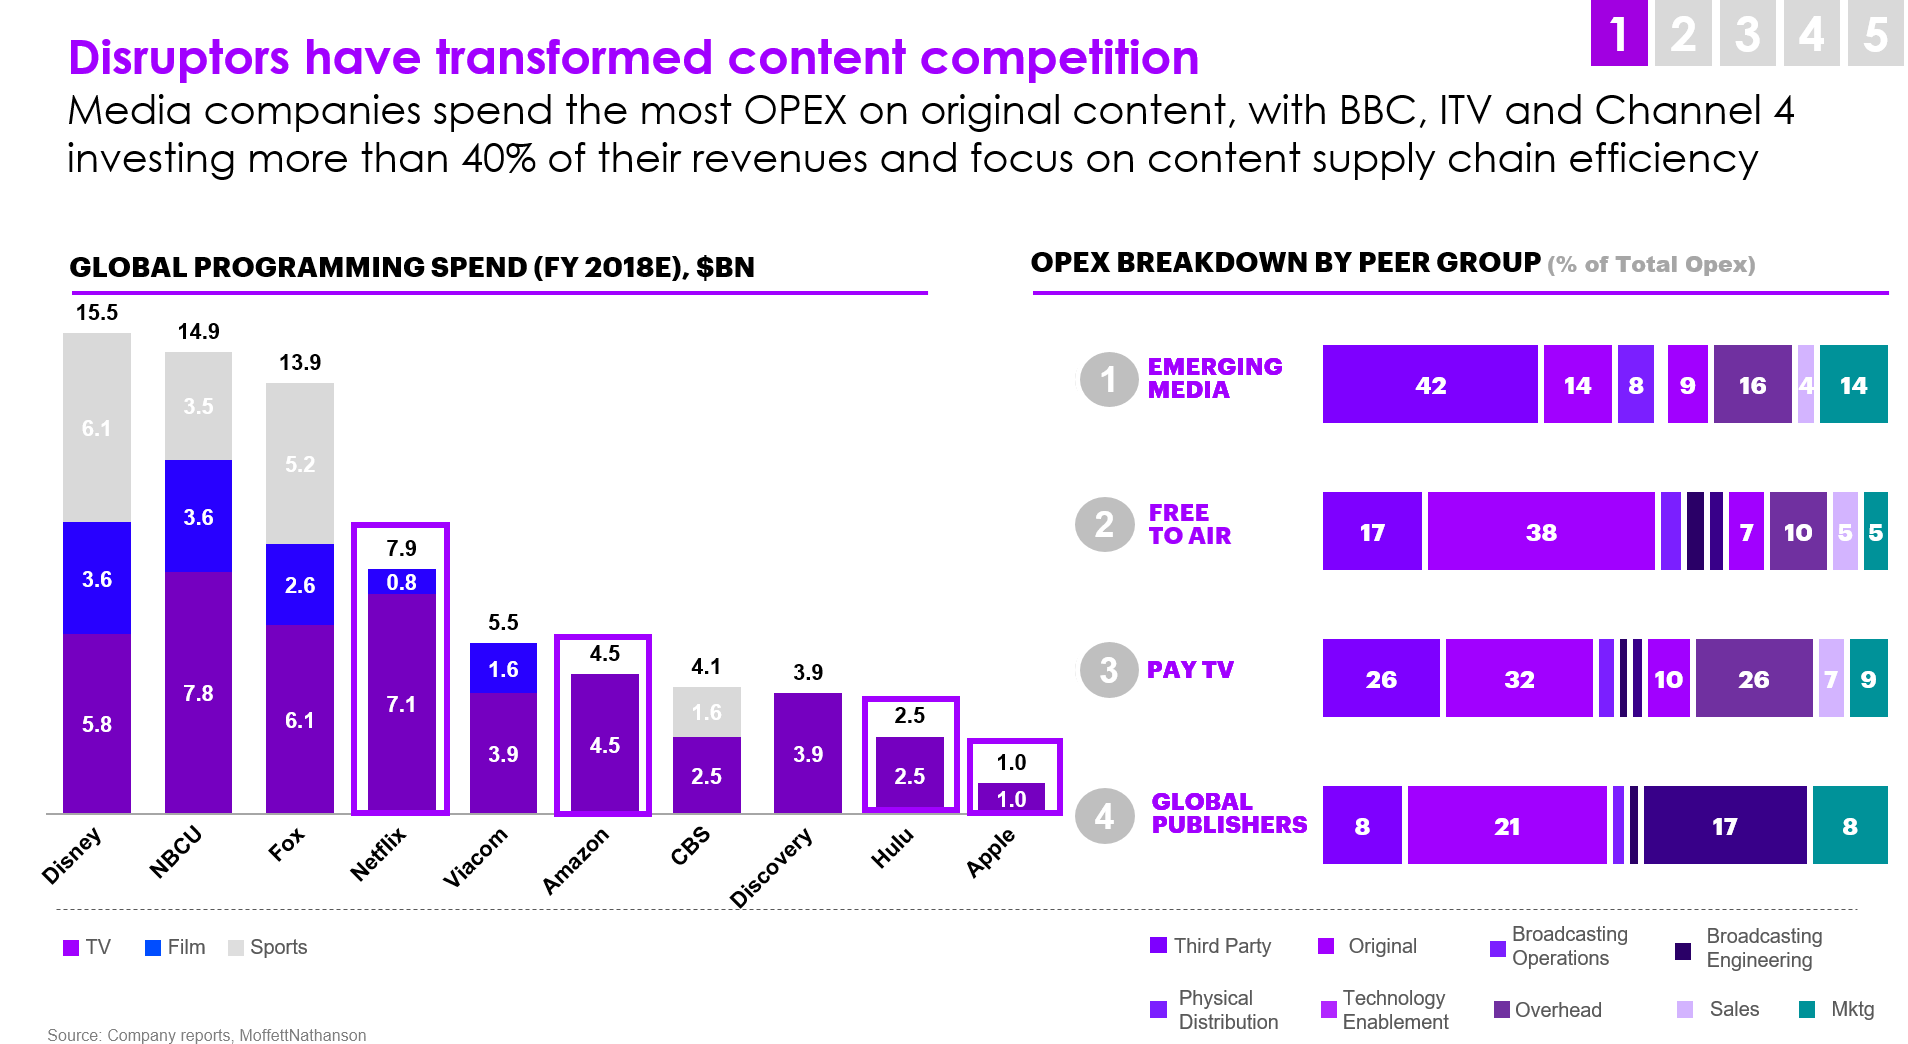 Disruptors have transformed content competition
1 2 3 4 5
Media companies spend the most OPEX on original content, with BBC, ITV and Channel 4
investing more than 40% of their revenues and focus on content supply chain efficiency
GLOBAL PROGRAMMING SPEND (FY 2018E), $BN
15.5
6.1
3.6
5.8
14.9
3.5
3.6
7.8
13.9
5.2
2.6
6.1
7.9
0.8
7.1
5.5
1.6
3.9
4.5
4.5
4.1
1.6
2.5
3.9
3.9
2.5
2.5
1.0
1.0
Disney
NBCU
Fox
Netflix
Viacom
Amazon
CBS
Discovery
Hulu
Apple
TV Film Sports
OPEX BREAKDOWN BY PEER GROUP (% of Total Opex)
1
EMERGING
MEDIA
42 14 8 9 16 4 14
2
FREE
TO AIR
17 38 7 10 5 5
3
PAY TV
26 32 10 26 7 9
4
GLOBAL
PUBLISHERS
8 21 17 8
Third Party
Original
Broadcasting
Operations
Broadcasting
Engineering
Physical
Distribution
Technology
Enablement
Overhead
Sales
Mktg
Source: Company reports, MoffettNathanson